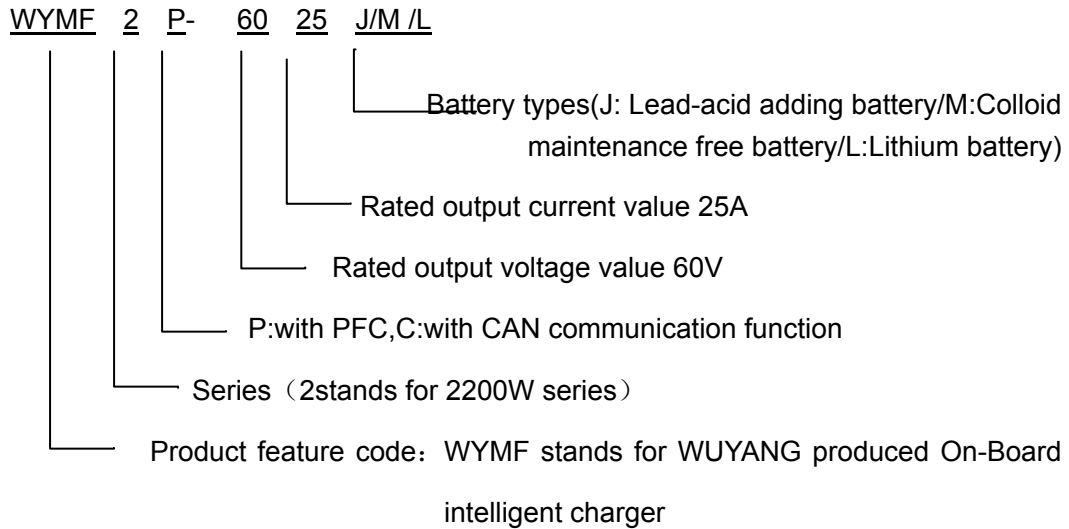 WYMF 2 P- 60 25 J/M /L
Battery types(J: Lead-acid adding battery/M:Colloid
maintenance free battery/L:Lithium battery)
Rated output current value 25A
Rated output voltage value 60V
P:with PFC,C:with CAN communication function
Series（2stands for 2200W series）
Product feature code：WYMF stands for WUYANG produced On-Board
intelligent charger